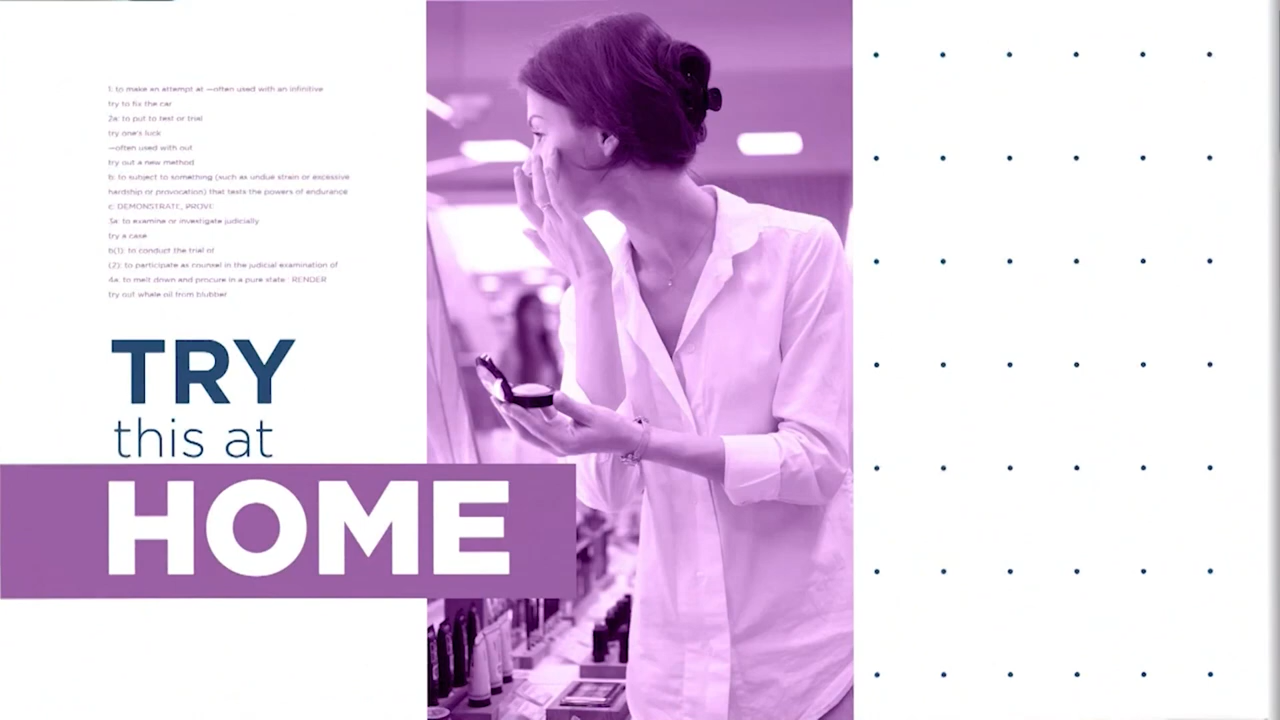 1: to make an attempt at —often used with an infinitive
try to fix the car
2a: to put to test or trial
try one's luck
—often used with out
try out a new method
b: to subject to something (such as undue strain or excessive
hardship or provocation) that tests the powers of endurance
c: DEMONSTRATE, PROVE
3a: to examine or investigate judicially
try a case
b(1): to conduct the trial of
(2): to participate as counsel in the judicial examination of
4a: to melt down and procure in a pure state : RENDER
try out whale oil from blubber
TRY
this at
HOME